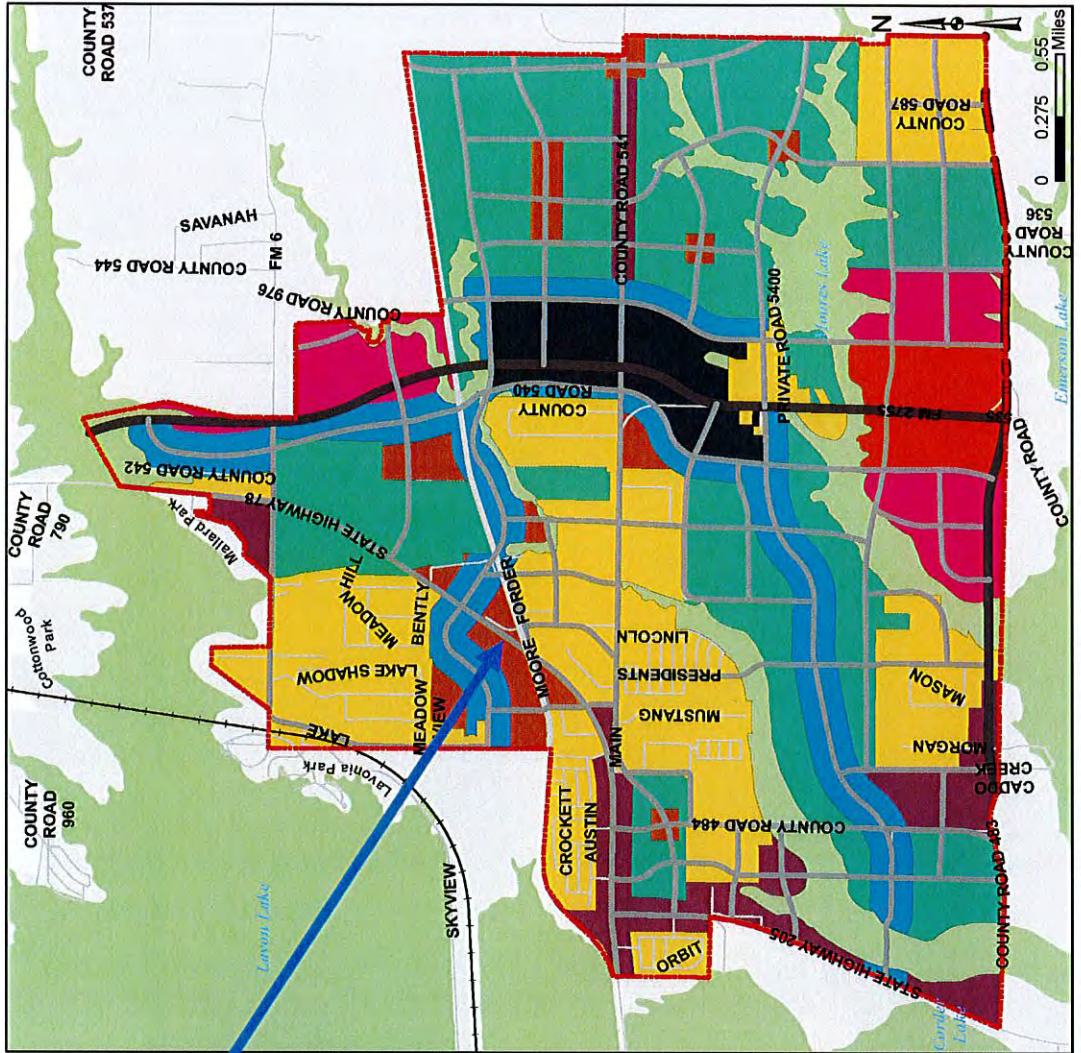 COUNTY
ROAD 537
SAVANAH
COUNTY ROAD 544
FM 6
COUNTY ROAD 976
COUNTY
ROAD
790
Mallard Park
Cottonwood
Park
COUNTY ROAD 542
STATE HIGHWAY 78
MEADOW
HILL
BENTLY
LAKE SHADOW
MEADOW
VIEW
LAKE
Lavonia Park
COUNTY
ROAD
960
Lavon Lake
SKYVIEW
MOORE FORDER
COUNTY
ROAD 540
COUNTY ROAD 541
CROCKETT
AUSTIN
MAIN
MUSTANG
PRESIDENTS
LINCOLN
ORBIT
COUNTY ROAD 484
STATE HIGHWAY 205
PRIVATE ROAD 5400
Moores Lake
FM 2755
COUNTY
ROAD 587
MASON
MORGAN
CADDO
CREEK
COUNTY ROAD 483
Corder
Lake
COUNTY ROAD
535
COUNTY
ROAD
536
Emerson Lake
N
0 0.275 0.55
Miles